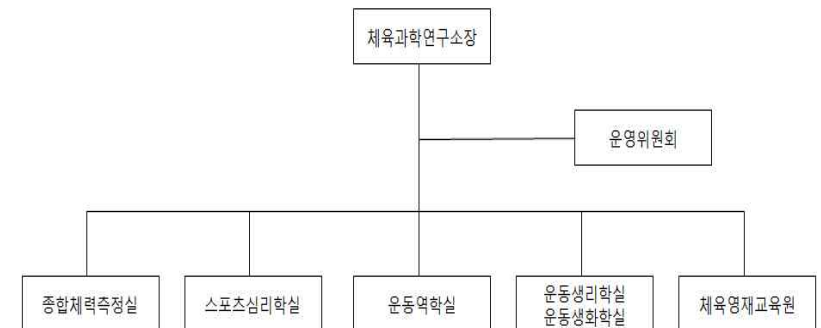 체육과학연구소장
운영위원회
종합체력측정실
스포츠심리학실
운동역학실
운동생리학실
운동생화학실
체육영재교육원